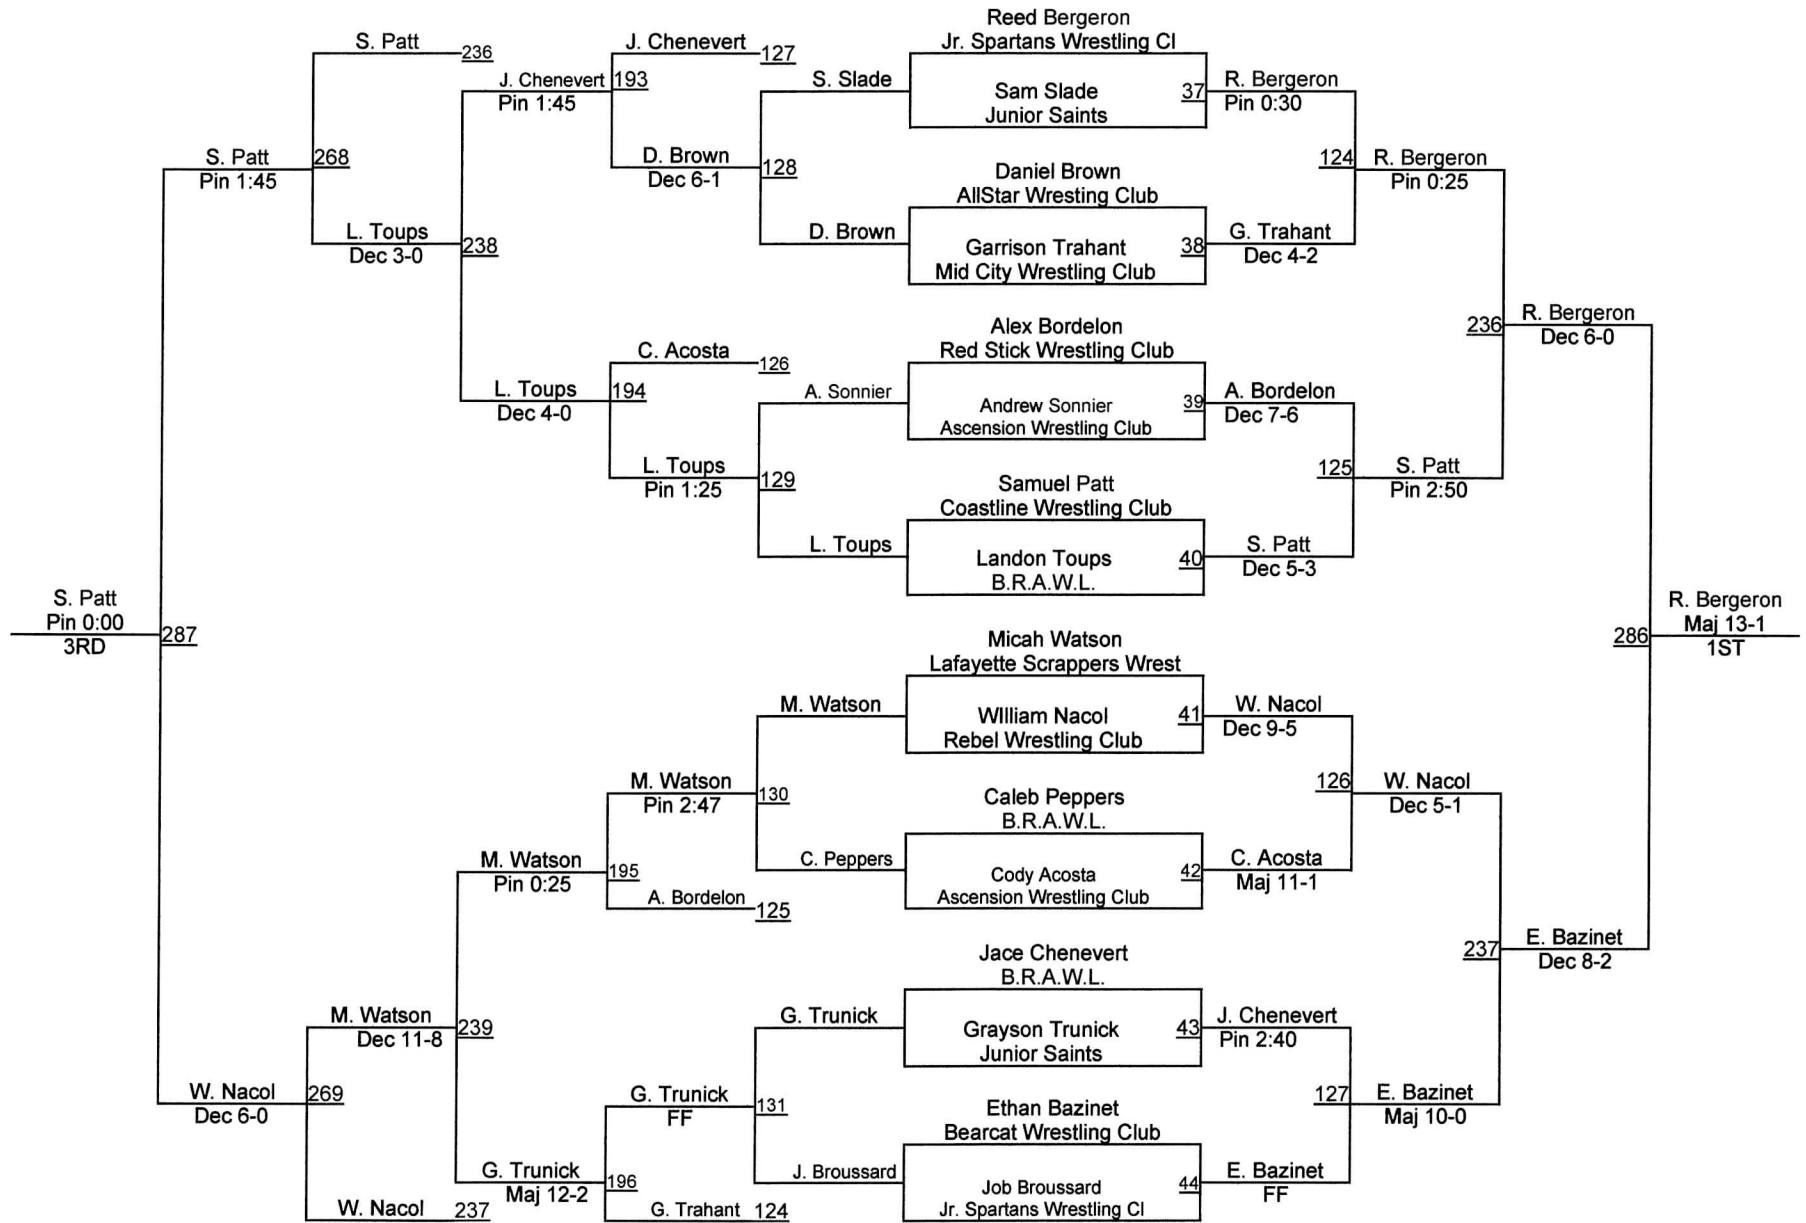 Reed Bergeron
S. Patt
236
J. Chenevert
127
Jr. Spartans Wrestling Cl
J. Chenevert
193
S. Slade
Sam Slade
37
R. Bergeron
Pin 1:45
Junior Saints
Pin 0:30
S. Patt
268
D. Brown
128
Daniel Brown
124
R. Bergeron
Pin 1:45
Dec 6-1
AllStar Wresting Club
Pin 0:25
L. Toups
238
D. Brown
Garrison Trahant
38
G. Trahant
Dec 3-0
Mid City Wrestling Club
Dec 4-2
Alex Bordelon
236
R. Bergeron
C. Acosta
126
Red Stick Wrestling Club
Dec 6-0
L. Toups
194
A. Sonnier
Andrew Sonnier
39
A. Bordelon
Dec 4-0
Ascension Wrestling Club
Dec 7-6
L. Toups
129
Samuel Patt
125
S. Patt
Pin 1:25
Coastline Wrestling Club
Pin 2:50
L. Toups
Landon Toups
40
S. Patt
B.R.A.W.L.
Dec 5-3
S. Patt
R. Bergeron
Pin 0:00
287
Micah Watson
286
Maj 13-1
3RD
Lafayette Scrappers Wrest
1ST
M. Watson
WIlliam Nacol
41
W. Nacol
Rebel Wrestling Club
Dec 9-5
M. Watson
130
Caleb Peppers
126
W. Nacol
Pin 2:47
B.R.A.W.L.
Dec 5-1
M. Watson
195
C. Peppers
Cody Acosta
42
C. Acosta
Pin 0:25
A. Bordelon
125
Ascension Wrestling Club
Maj 11-1
Jace Chenevert
237
E. Bazinet
B.R.A.W.L.
Dec 8-2
M. Watson
239
G. Trunick
Grayson Trunick
43
J. Chenevert
Dec 11-8
Junior Saints
Pin 2:40
W. Nacol
269
G. Trunick
131
Ethan Bazinet
127
E. Bazinet
Dec 6-0
FF
Bearcat Wrestling Club
Maj 10-0
G. Trunick
196
J. Broussard
Job Broussard
44
E. Bazinet
Maj 12-2
FF
W. Nacol
237
G. Trahant
124
Jr. Spartans Wrestling Cl